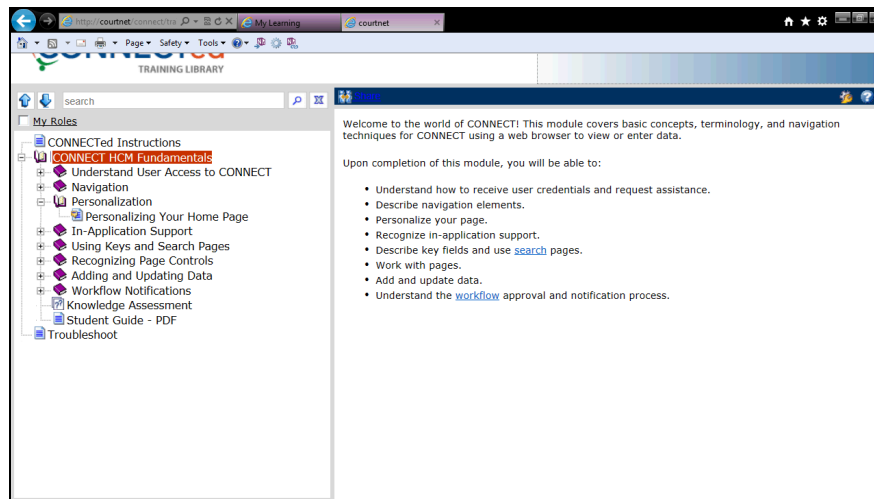 http://courtnet/connect/tra
My Learning
courtnet
Page Safety Tools
CONNECTed
TRAINING LIBRARY
search
My Roles
CONNECTed Instructions
CONNECT HCM Fundamentals
Understand User Access to CONNECT
Navigation
Personalization
Personalizing Your Home Page
In-Application Support
Using Keys and Search Pages
Recognizing Page Controls
Adding and Updating Data
Workflow Notifications
Knowledge Assessment
Student Guide - PDF
Troubleshoot
Welcome to the world of CONNECT! This module covers basic concepts, terminology, and navigation
techniques for CONNECT using a web browser to view or enter data.
Upon completion of this module, you will be able to:
• Understand how to receive user credentials and request assistance.
• Describe navigation elements.
• Personalize your page.
• Recognize in-application support.
• Describe key fields and use search pages.
• Work with pages.
• Add and update data.
• Understand the workflow approval and notification process.